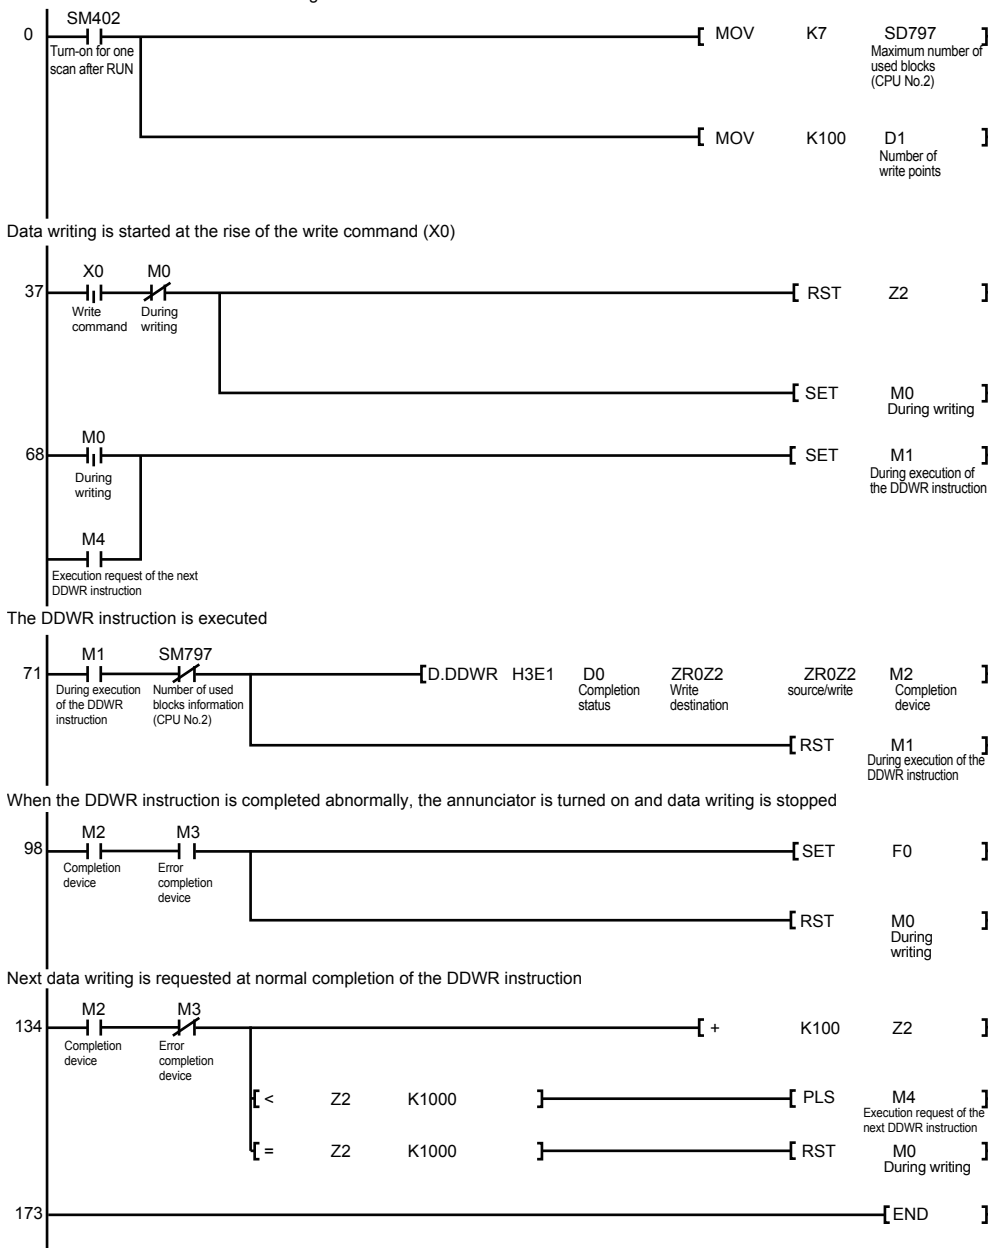 SM402
0 MOV K7 SD797
Turn-on for one
scan after RUN
Maximum number of
used blocks
(CPU No.2)
MOV K100 D1
Number of
write points
Data writing is started at the rise of the write command (X0)
X0 M0
37 RST Z2
Write
command
During
writing
SET M0
During writing
M0
68 SET M1
During
writing
During execution of
the DDWR instruction
M4
Execution request of the next
DDWR instruction
The DDWR instruction is executed
M1 SM797
71 D.DDWR H3E1 D0 ZR0Z2 ZR0Z2 M2
During execution
of the DDWR
instruction
Number of used
blocks information
(CPU No.2)
Completion
status
Write
destination
source/write
Completion
device
RST M1
During execution of the
DDWR instruction
When the DDWR instruction is completed abnormally, the annunciator is turned on and data writing is stopped
M2 M3
98 SET F0
Completion
device
Error
completion
device
RST M0
During
writing
Next data writing is requested at normal completion of the DDWR instruction
M2 M3
134 + K100 Z2
Completion
device
Error
completion
device
< Z2 K1000 PLS M4
Execution request of the
next DDWR instruction
= Z2 K1000 RST M0
During writing
173 END